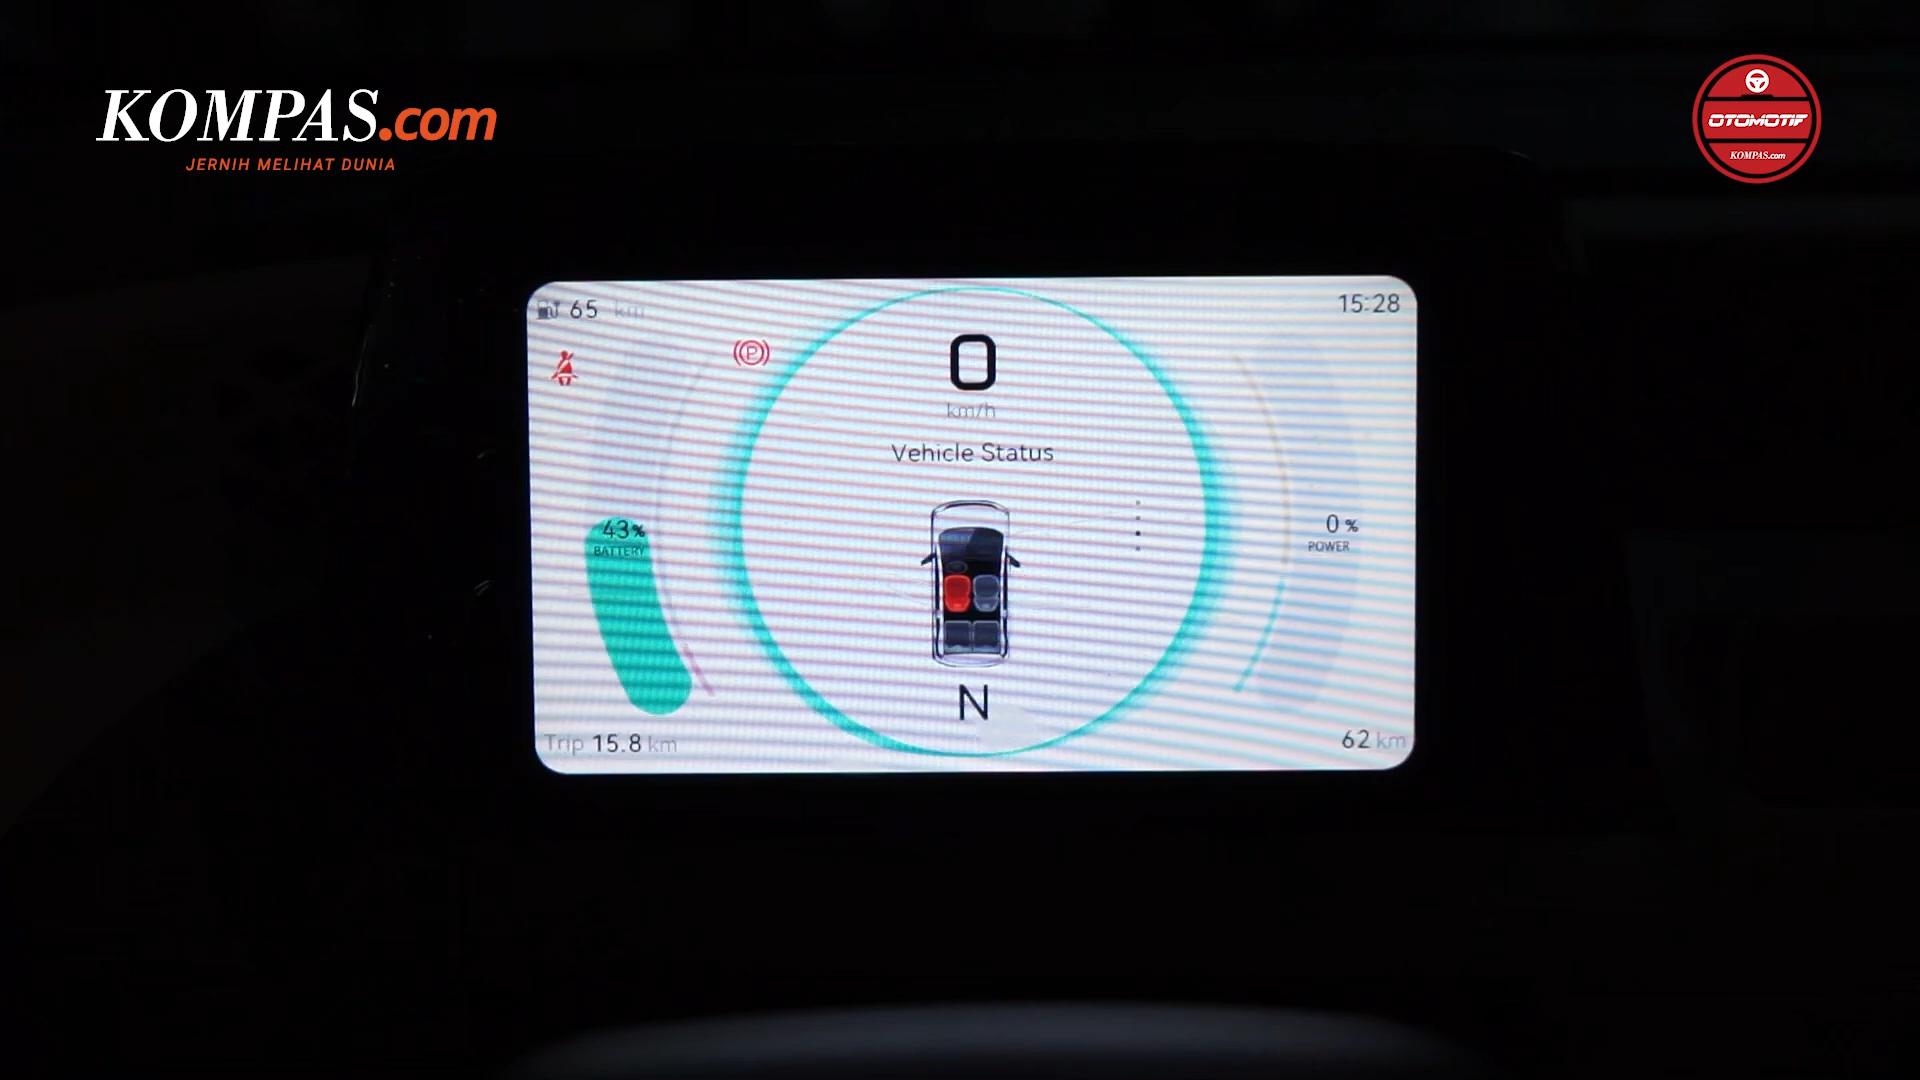 KOMPAS.com
JERNIH MELIHAT DUNIA
OTOMOTIF
KOMPAS.com
65 km
15:28
P
0
km/h
Vehicle Status
43%
BATTERY
0 %
POWER
N
Trip 15.8 km
62 km